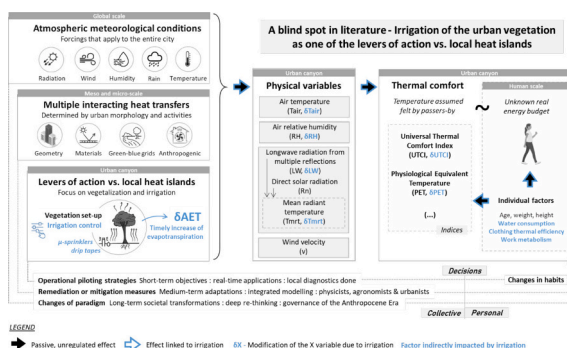 Global scale
Atmospheric meteorological conditions
Forcings that apply to the entire city
Radiation Wind Humidity Rain Temperature
Meso and micro-scale
Multiple interacting heat transfers
Determined by urban morphology and activities
Geometry Materials Green-blue grids Anthropogenic
Urban canyon
Levers of action vs. local heat islands
Focus on vegetalization and irrigation
Vegetation set-up
Irrigation control
μ-sprinklers
drip tapes
δAET
Timely increase of
evapotranspiration
A blind spot in literature - Irrigation of the urban vegetation
as one of the levers of action vs. local heat islands
Urban canyon
Physical variables
Air temperature
(Tair, δTair)
Air relative humidity
(RH, δRH)
Longwave radiation from
multiple reflections
(LW, δLW)
Direct solar radiation
(Rn)
Mean radiant
temperature
(Tmrt, δTmrt)
Wind velocity
(v)
Urban canyon
Thermal comfort
Temperature assumed
felt by passers-by
~
Universal Thermal
Comfort Index
(UTCI, δUTCI)
Physiological Equivalent
Temperature
(PET, δPET)
(...)
Indices
Human scale
Unknown real
energy budget
Individual factors
Age, weight, height
Water consumption
Clothing thermal efficiency
Work metabolism
Decisions
Operational piloting strategies Short-term objectives : real-time applications : local diagnostics done
Changes in habits
Remediation or mitigation measures Medium-term adaptations : integrated modelling : physicists, agronomists & urbanists
Changes of paradigm Long-term societal transformations : deep re-thinking : governance of the Anthropocene Era
Collective Personal
LEGEND
Passive, unregulated effect Effect linked to irrigation δX - Modification of the X variable due to irrigation Factor indirectly impacted by irrigation